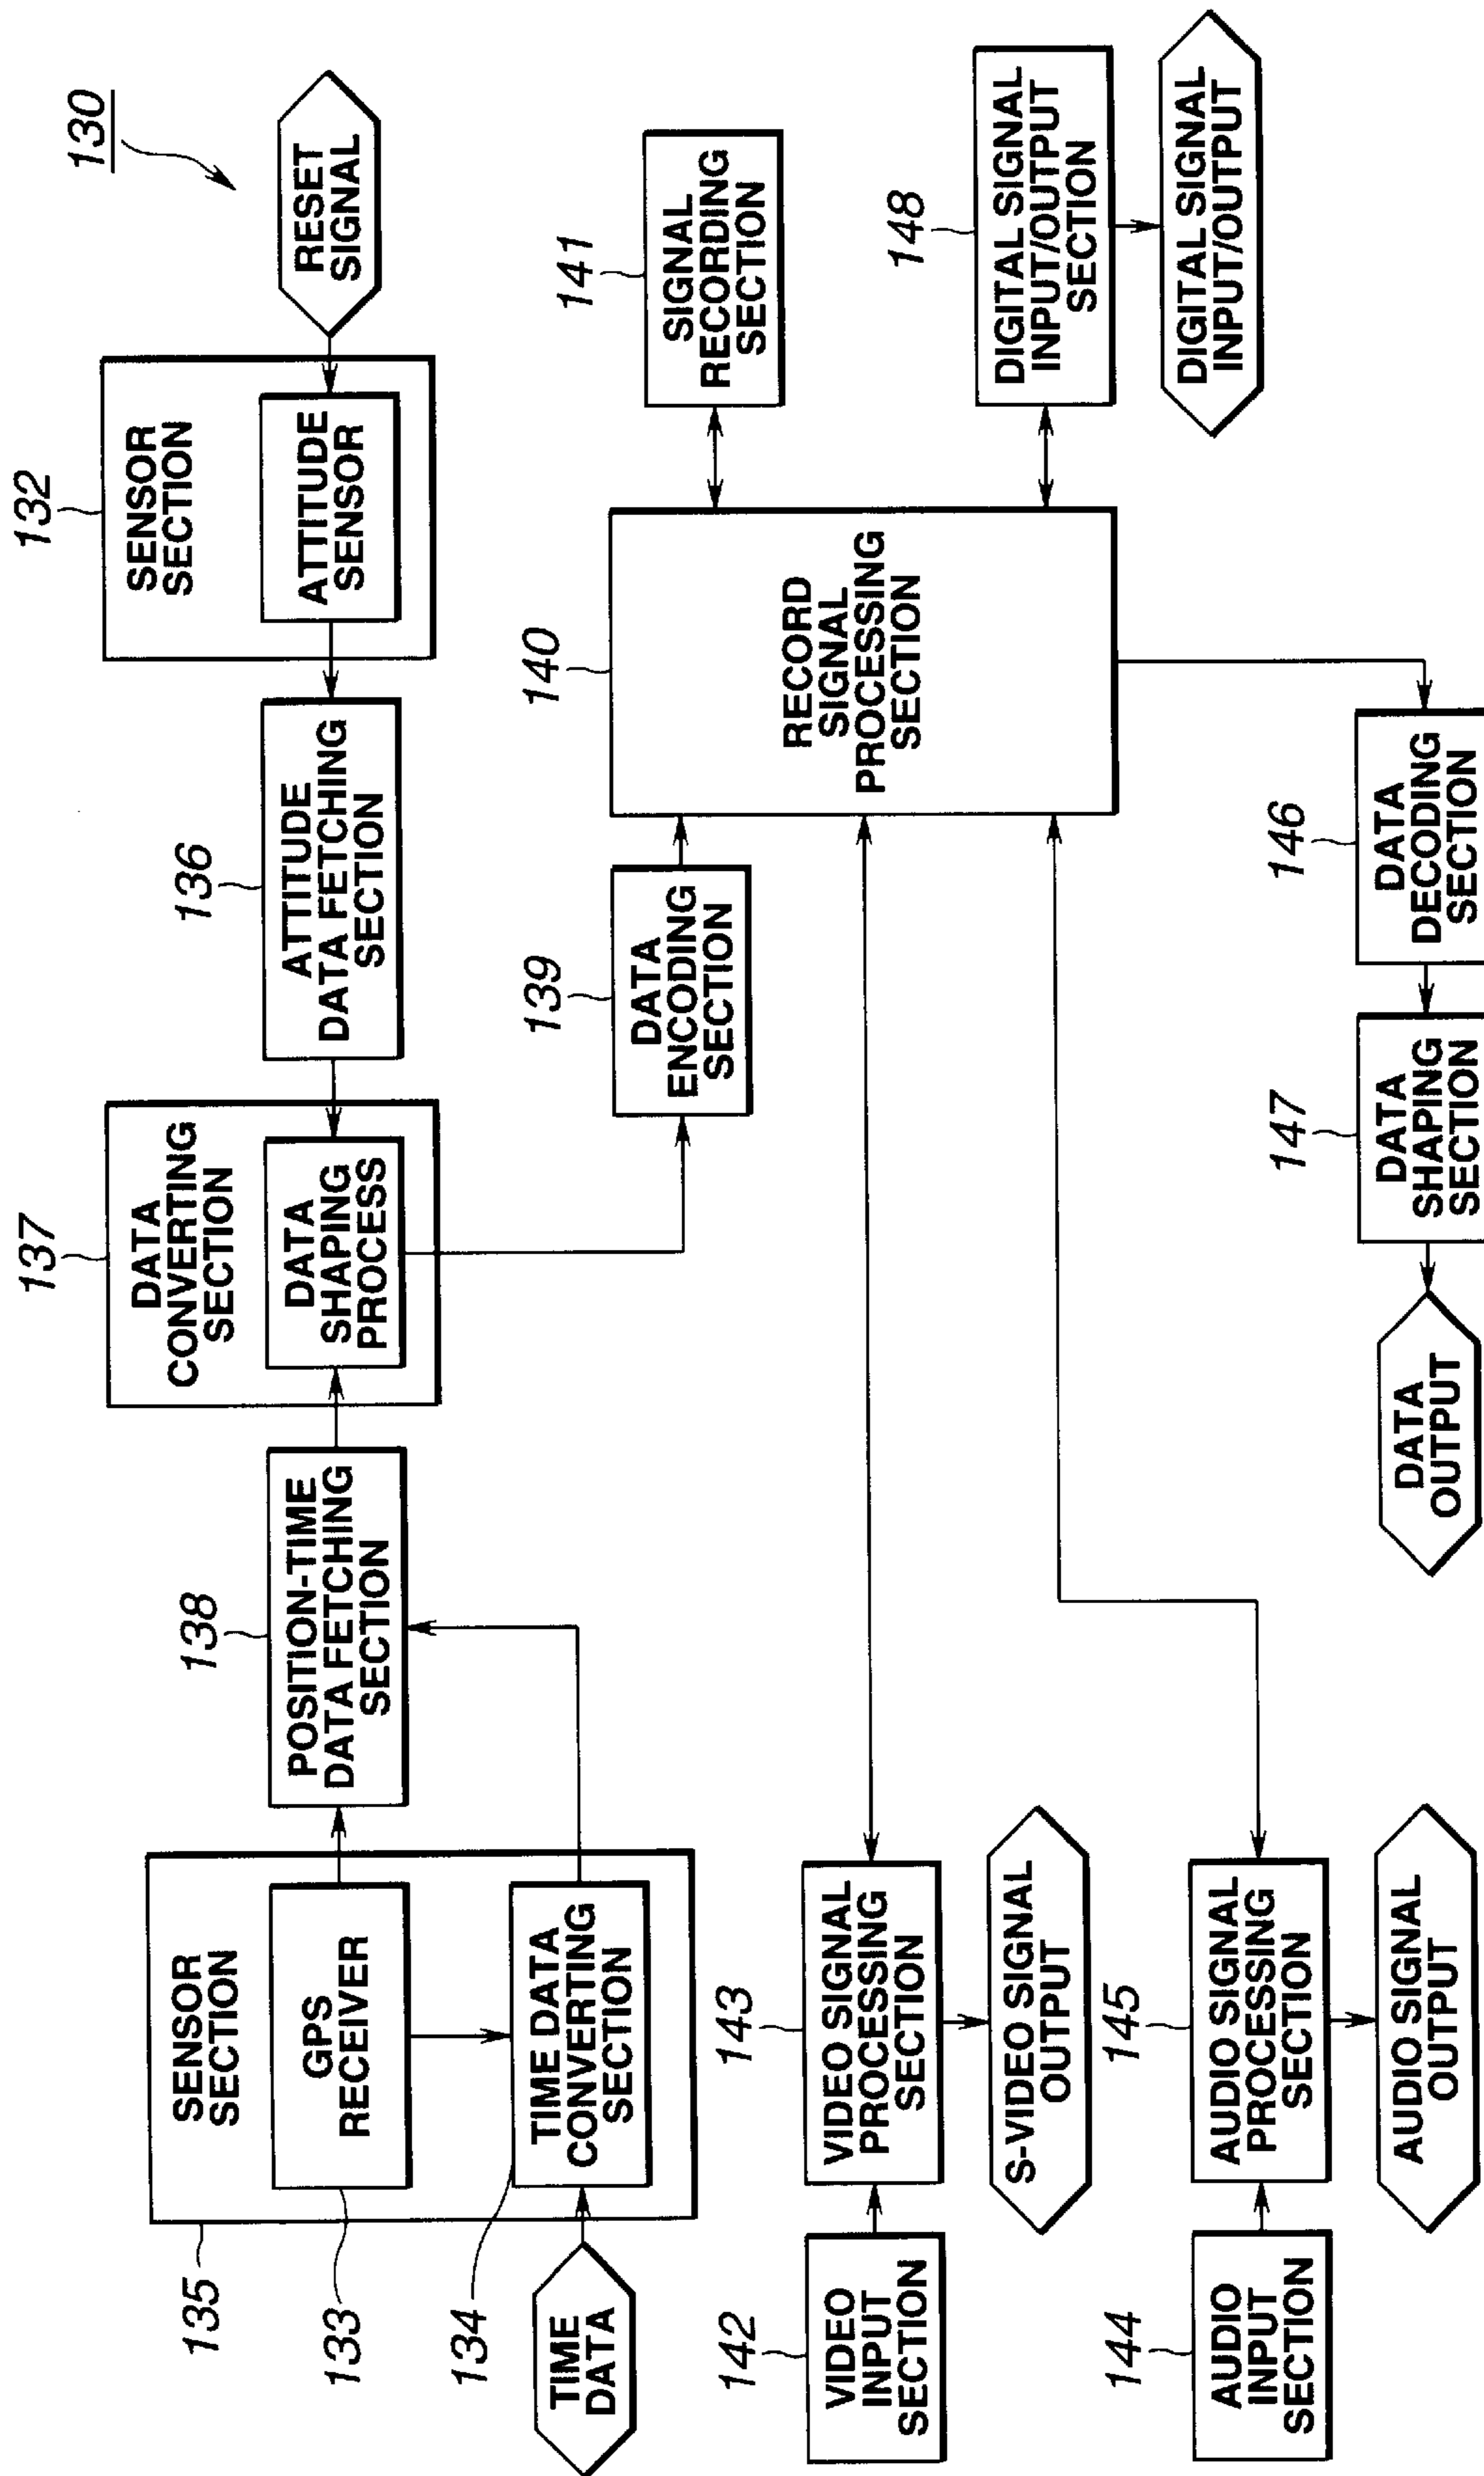 130
RESET
SIGNAL
132
SENSOR
SECTION
ATTITUDE
SENSOR
136
ATTITUDE
DATA FETCHING
SECTION
137
DATA
CONVERTING
SECTION
DATA
SHAPING
PROCESS
138
POSITION-TIME
DATA FETCHING
SECTION
135
SENSOR
SECTION
133
GPS
RECEIVER
134
TIME DATA
CONVERTING
SECTION
TIME
DATA
139
DATA
ENCODING
SECTION
140
RECORD
SIGNAL
PROCESSING
SECTION
141
SIGNAL
RECORDING
SECTION
148
DIGITAL SIGNAL
INPUT/OUTPUT
SECTION
DIGITAL SIGNAL
INPUT/OUTPUT
142
VIDEO
INPUT
SECTION
143
VIDEO SIGNAL
PROCESSING
SECTION
S-VIDEO SIGNAL
OUTPUT
144
AUDIO
INPUT
SECTION
145
AUDIO SIGNAL
PROCESSING
SECTION
AUDIO SIGNAL
OUTPUT
146
DATA
DECODING
SECTION
147
DATA
SHAPING
SECTION
DATA
OUTPUT